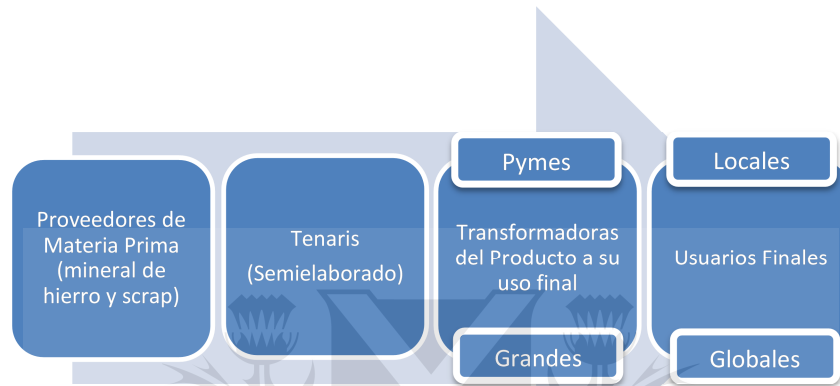 Proveedores de
Materia Prima
(mineral de
hierro y scrap)
Tenaris
(Semielaborado)
Pymes
Transformadoras
del Producto a su
uso final
Grandes
Locales
Usuarios Finales
Globales